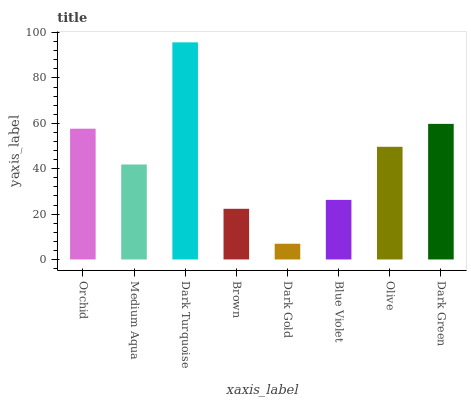 title
100
80
60
40
20
0
yaxis_label
Orchid
Medium Aqua
Dark Turquoise
Brown
Dark Gold
Blue Violet
Olive
Dark Green
xaxis_label